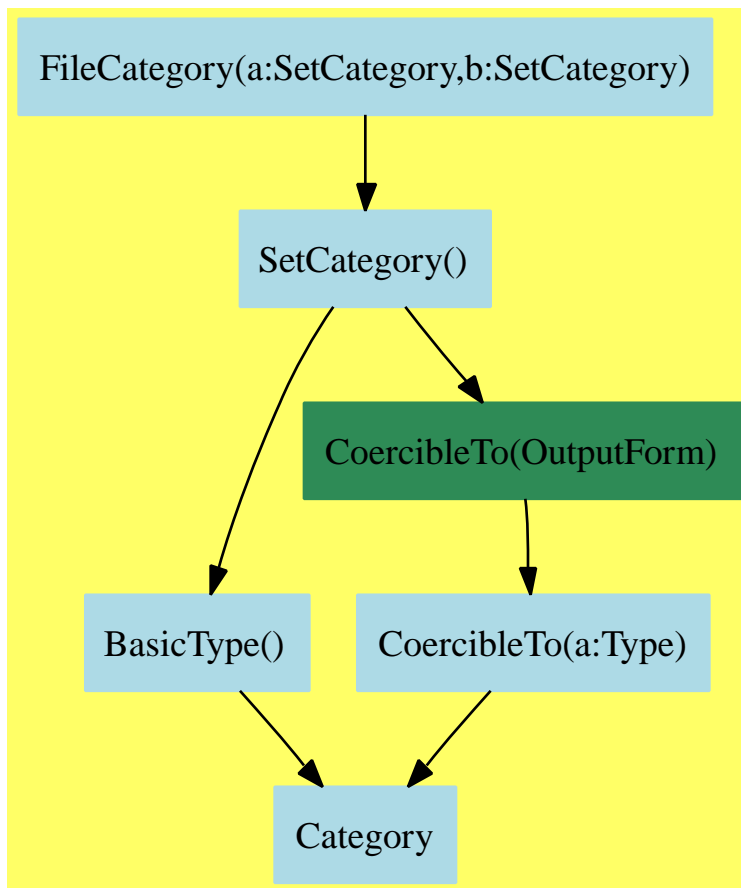 FileCategory(a:SetCategory,b:SetCategory)
SetCategory()
CoercibleTo(OutputForm)
BasicType()
CoercibleTo(a:Type)
Category